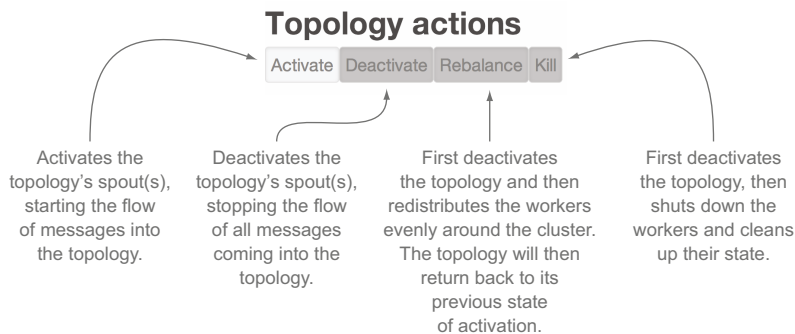 Topology actions
Activate Deactivate Rebalance Kill
Activates the
topology’s spout(s),
starting the flow
of messages into
the topology.
Deactivates the
topology’s spout(s),
stopping the flow
of all messages
coming into the
topology.
First deactivates
the topology and then
redistributes the workers
evenly around the cluster.
The topology will then
return back to its
previous state
of activation.
First deactivates
the topology, then
shuts down the
workers and cleans
up their state.